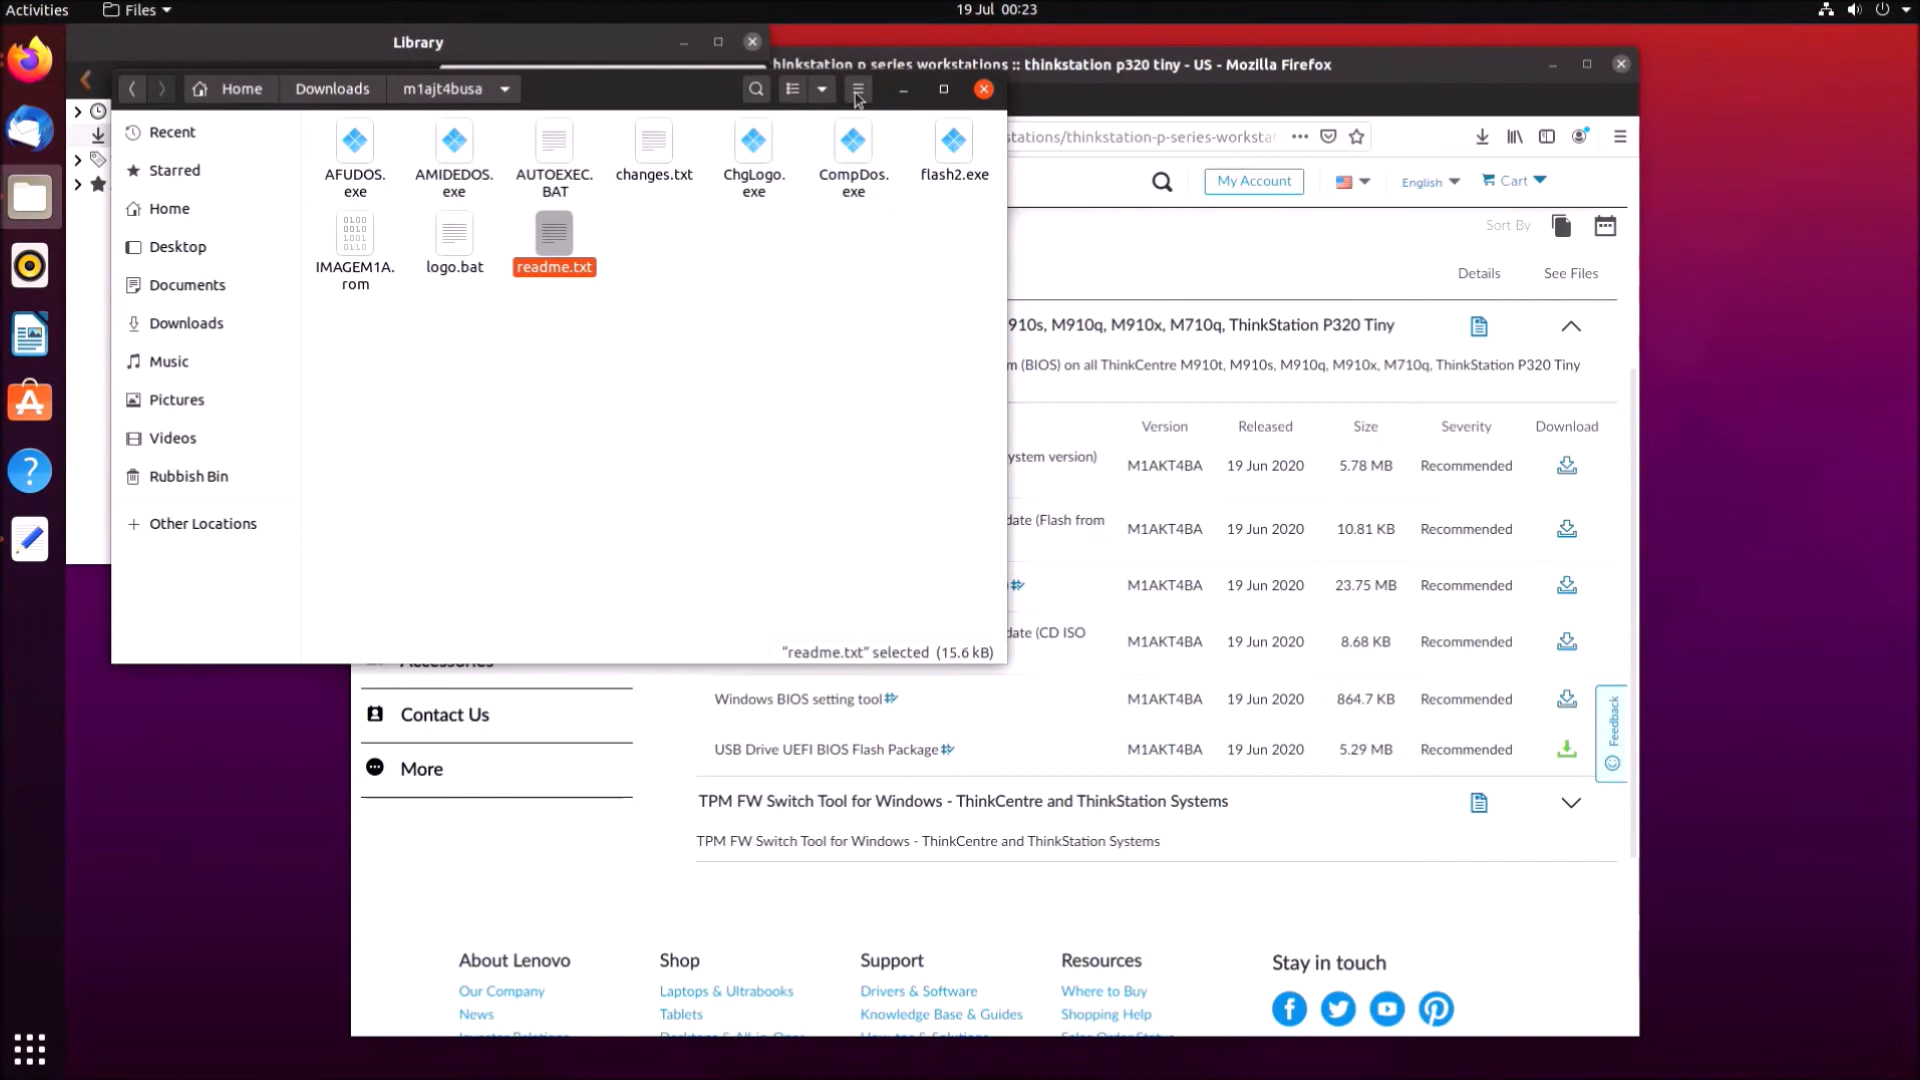 Activities
Files
19 Jul 00:23
Library
hinkstation p series workstations :: thinkstation p320 tiny - US - Mozilla Firefox
Home
Downloads
m1ajt4busa
Recent
Starred
Home
Desktop
Documents
Downloads
Music
Pictures
Videos
Rubbish Bin
Other Locations
AFUDOS.
exe
AMIDEDOS.
exe
AUTOEXEC.
BAT
changes.txt
ChgLogo.
exe
CompDos.
exe
flash2.exe
0100
0010
1001
0110
IMAGEM1A.
rom
logo.bat
readme.txt
"readme.txt" selected (15.6 kB)
tations/thinkstation-p-series-worksta
My Account
English
Cart
Sort By
Details
See Files
910s, M910q, M910x, M710q, ThinkStation P320 Tiny
m (BIOS) on all ThinkCentre M910t, M910s, M910q, M910x, M710q, ThinkStation P320 Tiny
Version
Released
Size
Severity
Download
ystem version)
M1AKT4BA
19 Jun 2020
5.78 MB
Recommended
date (Flash from
M1AKT4BA
19 Jun 2020
10.81 KB
Recommended
M1AKT4BA
19 Jun 2020
23.75 MB
Recommended
date (CD ISO
M1AKT4BA
19 Jun 2020
8.68 KB
Recommended
Windows BIOS setting tool
M1AKT4BA
19 Jun 2020
864.7 KB
Recommended
USB Drive UEFI BIOS Flash Package
M1AKT4BA
19 Jun 2020
5.29 MB
Recommended
Feedback
Accessories
Contact Us
More
TPM FW Switch Tool for Windows - ThinkCentre and ThinkStation Systems
TPM FW Switch Tool for Windows - ThinkCentre and ThinkStation Systems
About Lenovo
Our Company
News
Shop
Laptops & Ultrabooks
Tablets
Support
Drivers & Software
Knowledge Base & Guides
Resources
Where to Buy
Shopping Help
Stay in touch